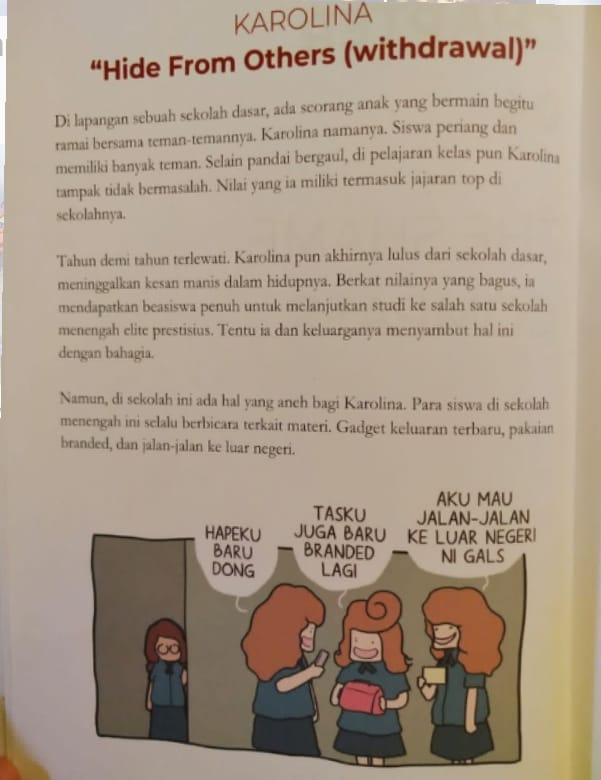 KAROLINA
“Hide From Others (withdrawal)”
Di lapangan sebuah sekolah dasar, ada seorang anak yang bermain begitu
ramai bersama teman-temannya. Karolina namanya. Siswa periang dan
memiliki banyak teman. Selain pandai bergaul, di pelajaran kelas pun Karolina
tampak tidak bermasalah. Nilai yang ia miliki termasuk jajaran top di
sekolahnya.
Tahun demi tahun terlewati. Karolina pun akhirnya lulus dari sekolah dasar,
meninggalkan kesan manis dalam hidupnya. Berkat nilainya yang bagus, ia
mendapatkan beasiswa penuh untuk melanjutkan studi ke salah satu sekolah
menengah elite prestisius. Tentu ia dan keluarganya menyambut hal ini
dengan bahagia.
Namun, di sekolah ini ada hal yang aneh bagi Karolina. Para siswa di sekolah
menengah ini selalu berbicara terkait materi. Gadget keluaran terbaru, pakaian
branded, dan jalan-jalan ke luar negeri.
HAPEKU
BARU
DONG
TASKU
JUGA BARU
BRANDED
LAGI
AKU MAU
JALAN-JALAN
KE LUAR NEGERI
NI GALS